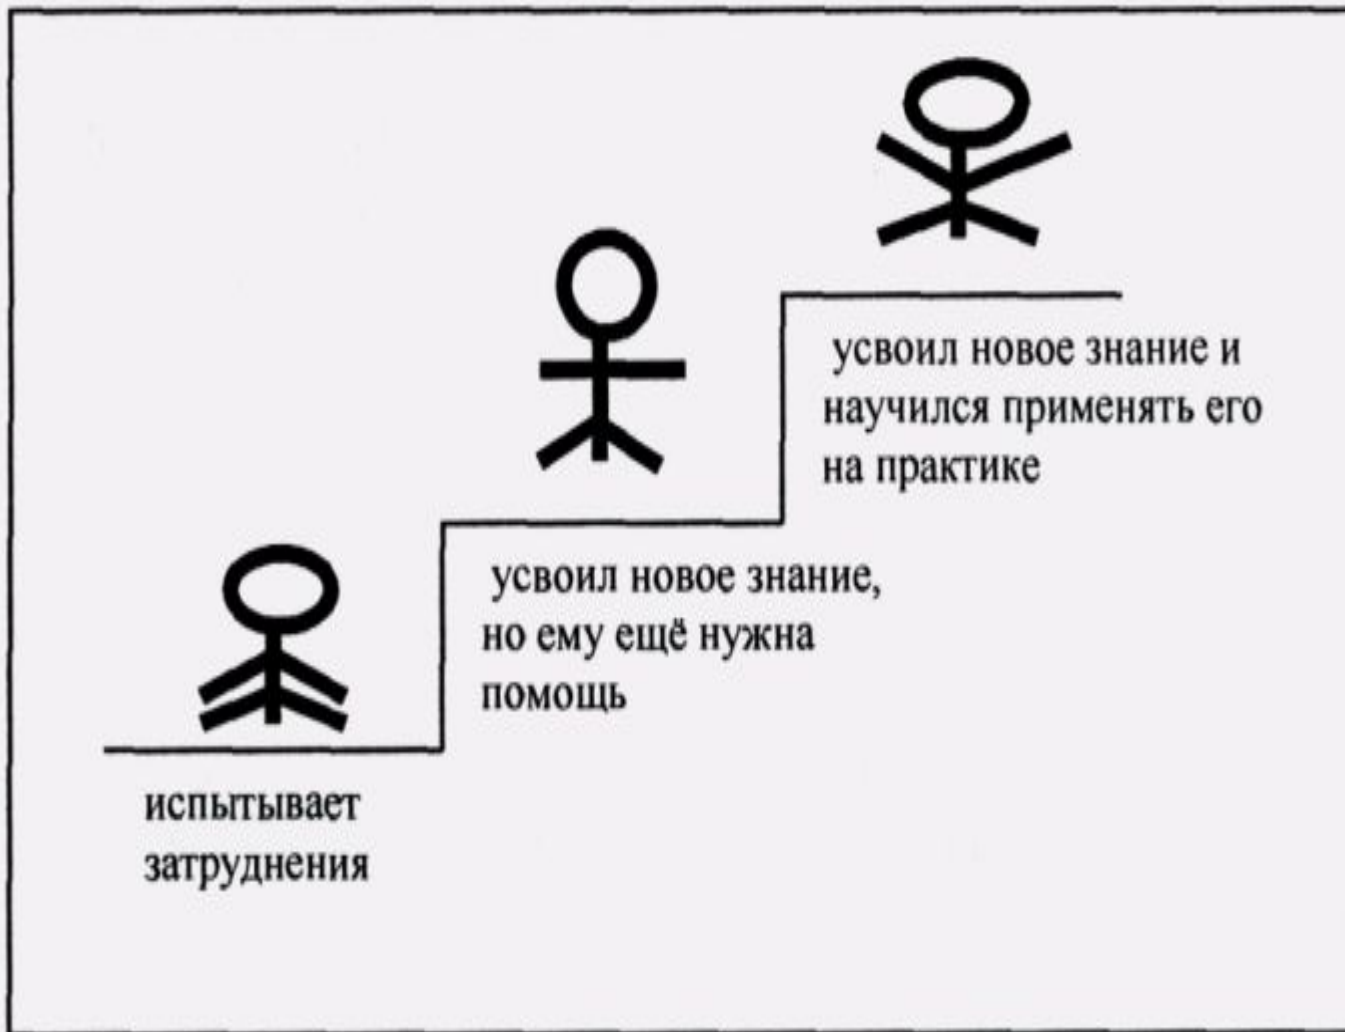 усвоил новое знание и
научился применять его
на практике
усвоил новое знание,
но ему ещё нужна
помощь
испытывает
затруднения